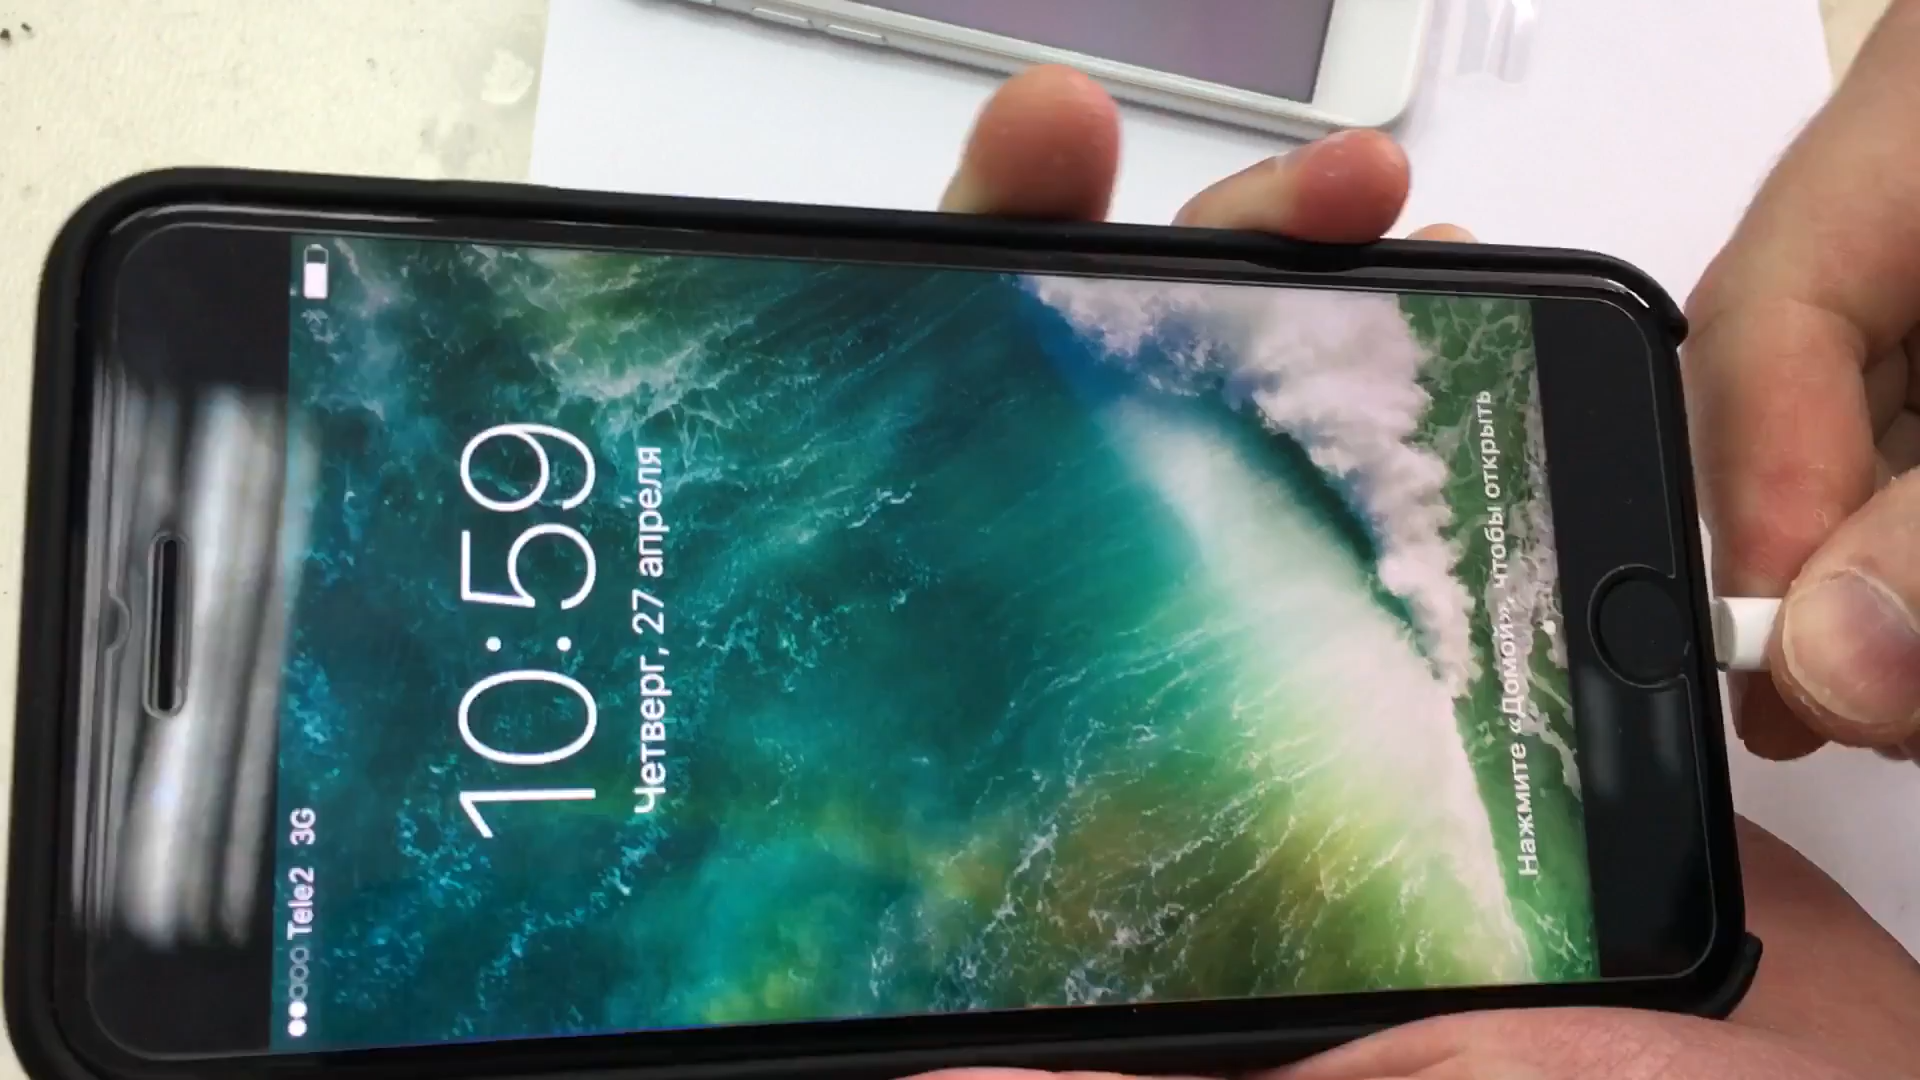 Tele2 3G
10:59
Четверг, 27 апреля
Нажмите «Домой», чтобы открыть